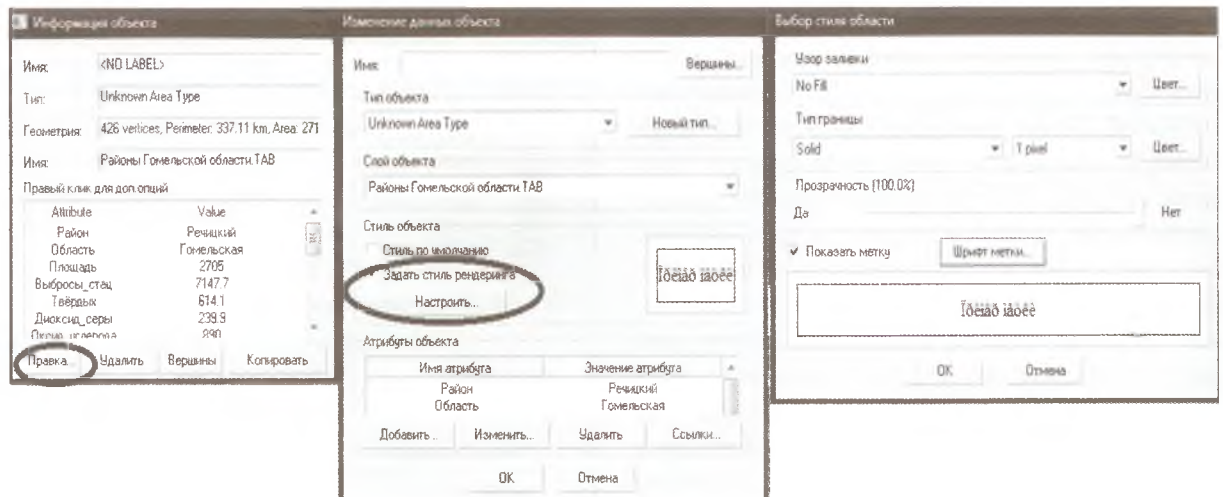 Информация объекта
Имя: <NO LABEL>
Тип: Unknown Area Type
Геометрия: 426 vertices, Perimeter: 337.11 km, Area: 271
Имя: Районы Гомельской области.TAB
Правый клик для доп.опций
Attribute Value
Район Речицкий
Область Гомельская
Площадь 2705
Выбросы_стац 7147.7
Твёрдых 614.1
Диоксид_серы 239.9
Оксид_углерода 890
Правка... Удалить Вершины Копировать
Изменение данных объекта
Имя: Вершины...
Тип объекта
Unknown Area Type Новый тип...
Слой объекта
Районы Гомельской области.TAB
Стиль объекта
Стиль по умолчанию
Задать стиль рендеринга
Настроить...
Ïðèìåð ìåòêè
Атрибуты объекта
Имя атрибута Значение атрибута
Район Речицкий
Область Гомельская
Добавить... Изменить... Удалить Ссылки...
OK Отмена
Выбор стиля области
Узор заливки
No Fill Цвет...
Тип границы
Solid 1 pixel Цвет...
Прозрачность (100.0%)
Да Нет
Показать метку Шрифт метки...
Ïðèìåð ìåòêè
OK Отмена